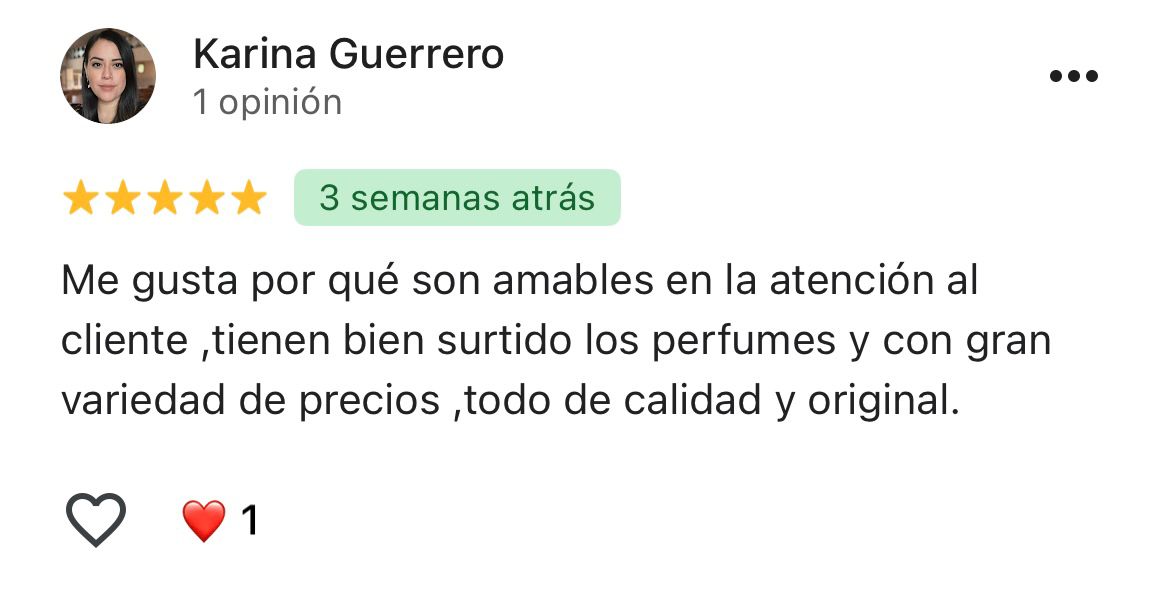 Karina Guerrero
1 opinión
3 semanas atrás
Me gusta por qué son amables en la atención al
cliente ,tienen bien surtido los perfumes y con gran
variedad de precios ,todo de calidad y original.
1